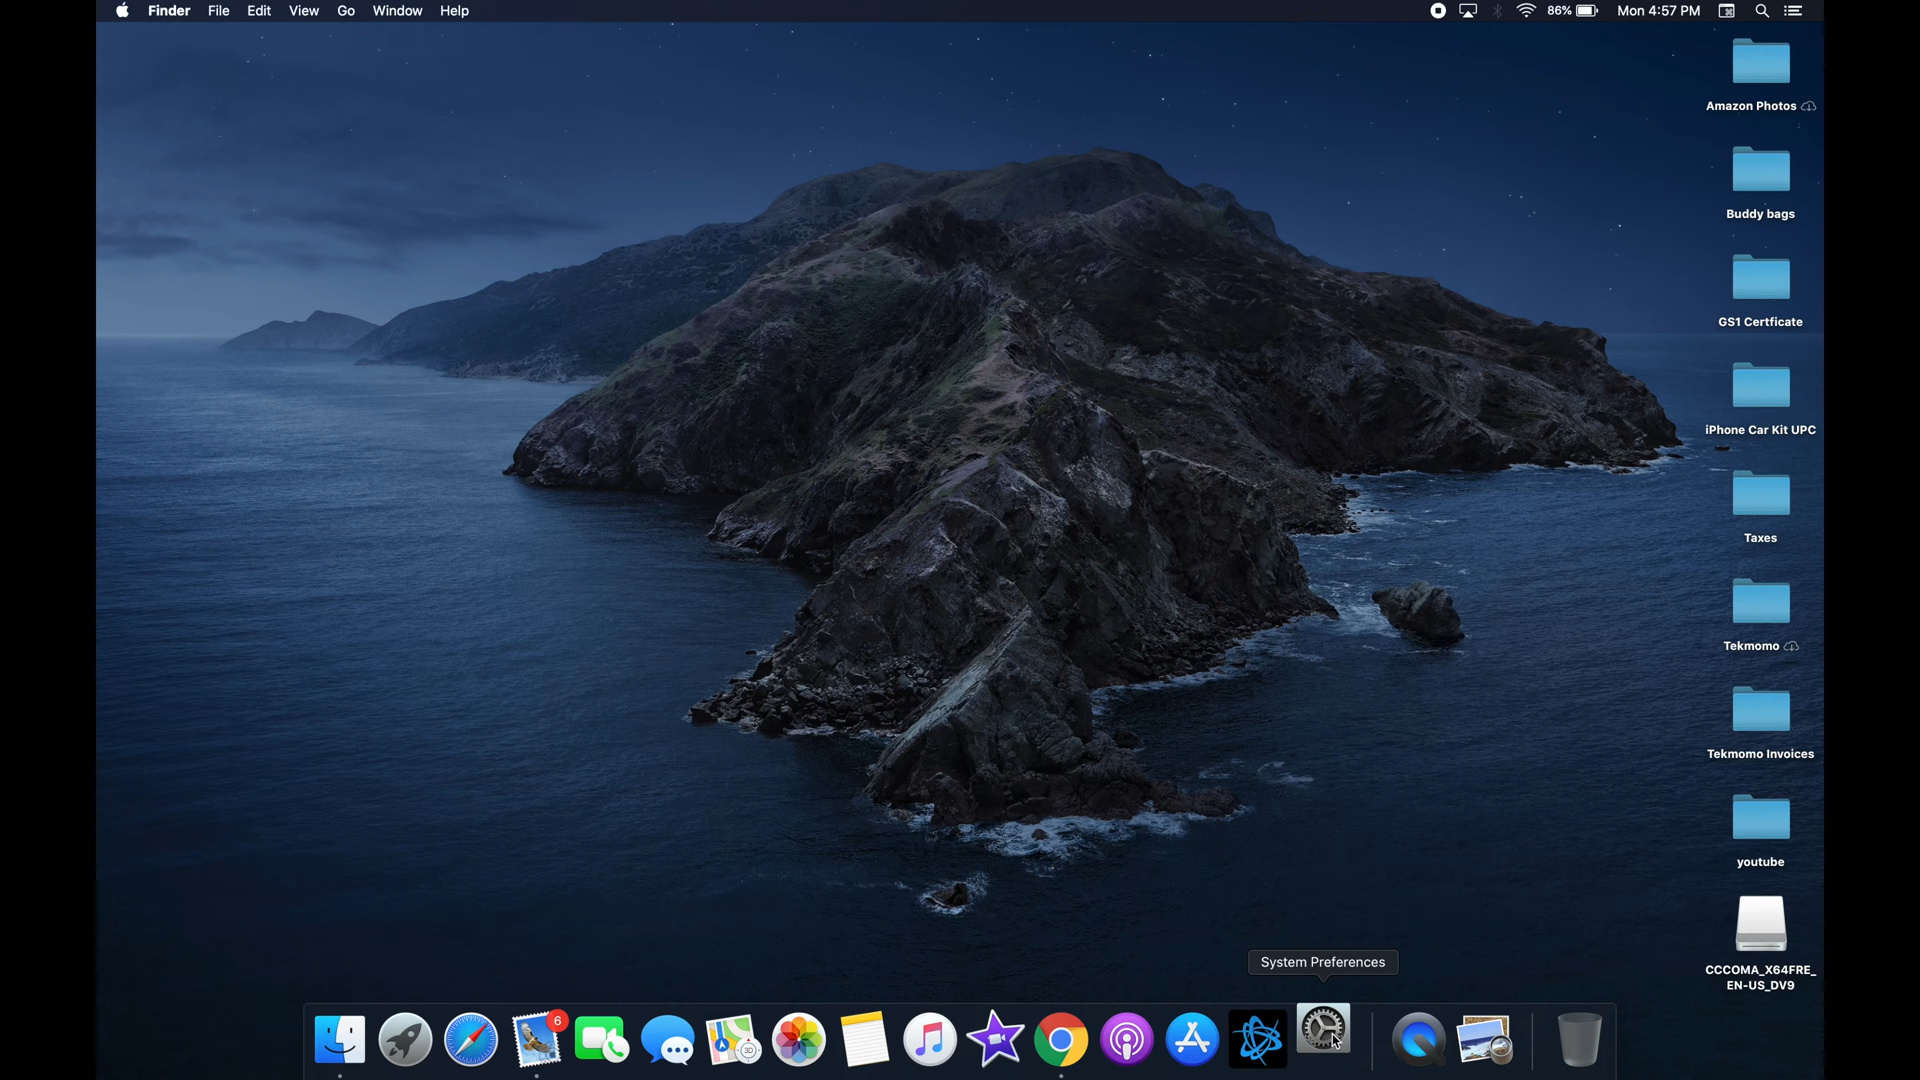 Finder File Edit View Go Window Help
86% Mon 4:57 PM
Amazon Photos
Buddy bags
GS1 Certficate
iPhone Car Kit UPC
Taxes
Tekmomo
Tekmomo Invoices
youtube
CCCOMA_X64FRE_
EN-US_DV9
System Preferences
6
3D